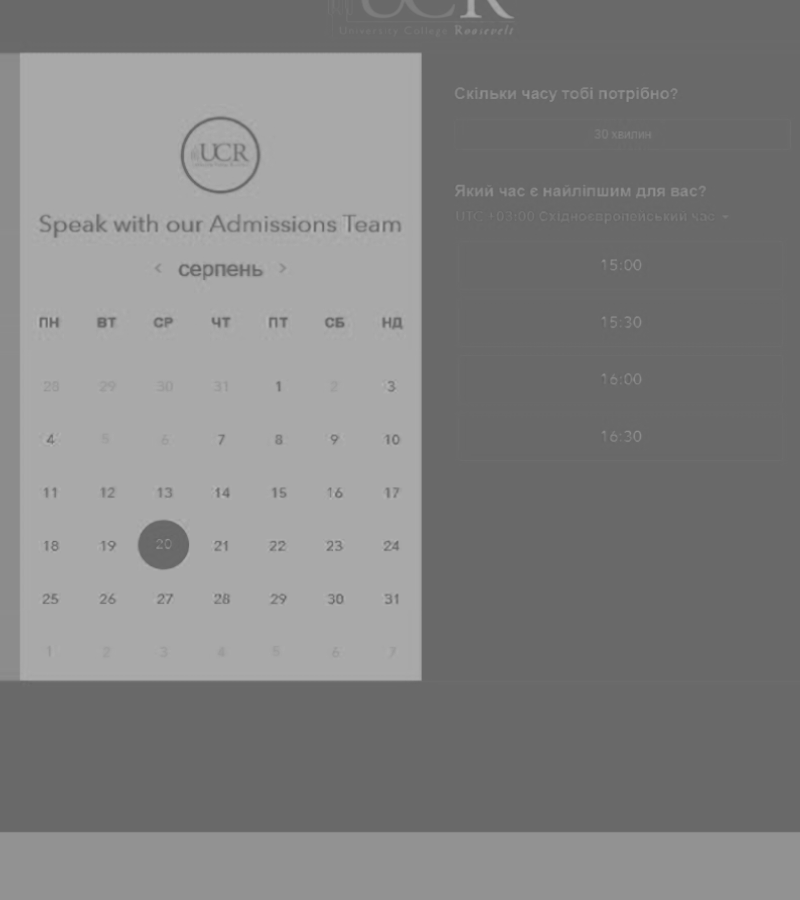 UCR
University College Roosevelt
UCR
Speak with our Admissions Team
< серпень >
ПН ВТ СР ЧТ ПТ СБ НД
28 29 30 31 1 2 3
4 5 6 7 8 9 10
11 12 13 14 15 16 17
18 19 20 21 22 23 24
25 26 27 28 29 30 31
1 2 3 4 5 6 7
Скільки часу тобі потрібно?
30 хвилин
Який час є найліпшим для вас?
UTC +03:00 Східноєвропейський час
15:00
15:30
16:00
16:30